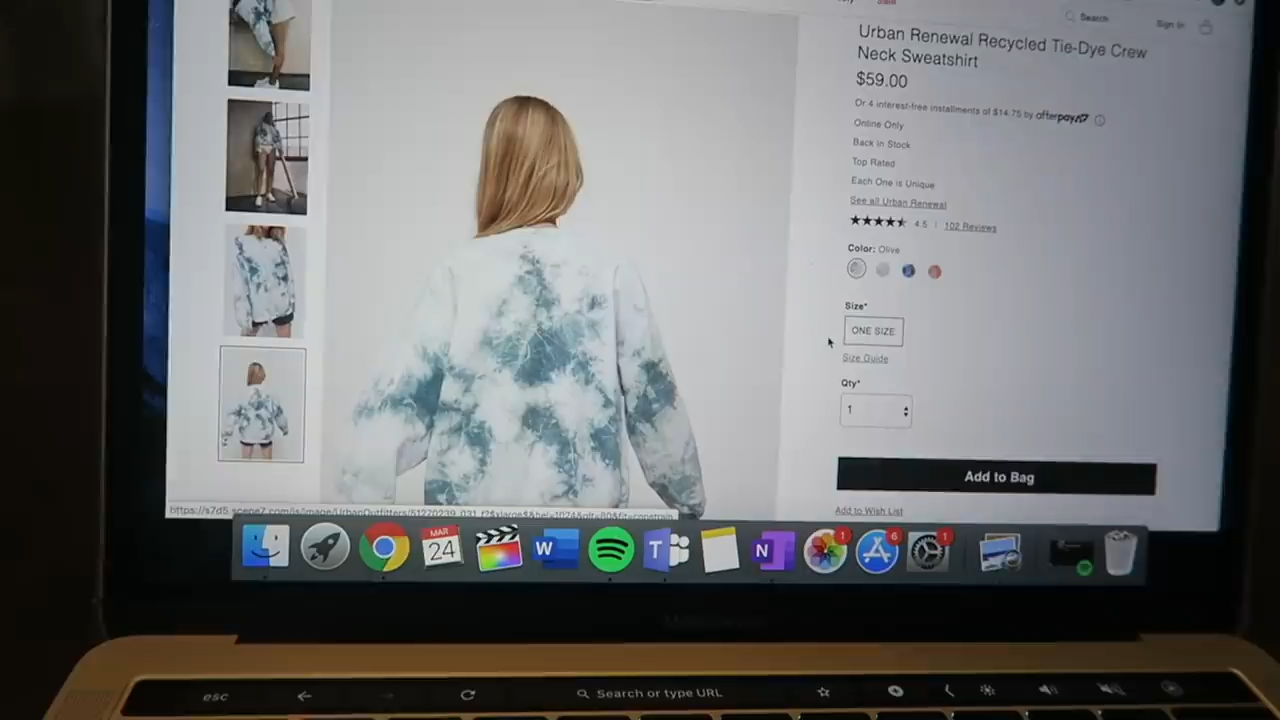 Search
Sign In
Urban Renewal Recycled Tie-Dye Crew
Neck Sweatshirt
$59.00
Or 4 interest-free installments of $14.75 by afterpay
Online Only
Back in Stock
Top Rated
Each One is Unique
See all Urban Renewal
4.5 | 102 Reviews
Color: Olive
Size*
ONE SIZE
Size Guide
Qty*
1
Add to Bag
Add to Wish List
MAR
24
W
T
N
1
6
1
esc
Search or type URL